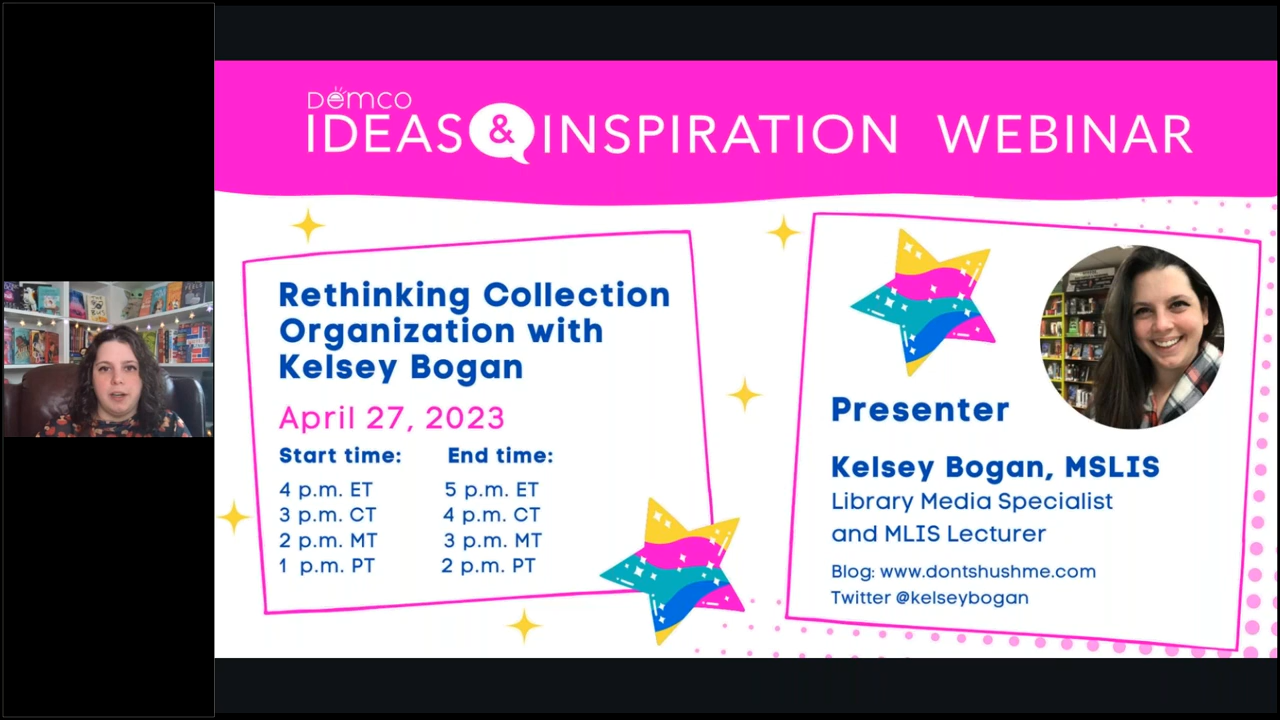 Demco
IDEAS & INSPIRATION WEBINAR
Rethinking Collection
Organization with
Kelsey Bogan
April 27, 2023
Start time: End time:
4 p.m. ET 5 p.m. ET
3 p.m. CT 4 p.m. CT
2 p.m. MT 3 p.m. MT
1 p.m. PT 2 p.m. PT
Presenter
Kelsey Bogan, MSLIS
Library Media Specialist
and MLIS Lecturer
Blog: www.dontshushme.com
Twitter @kelseybogan